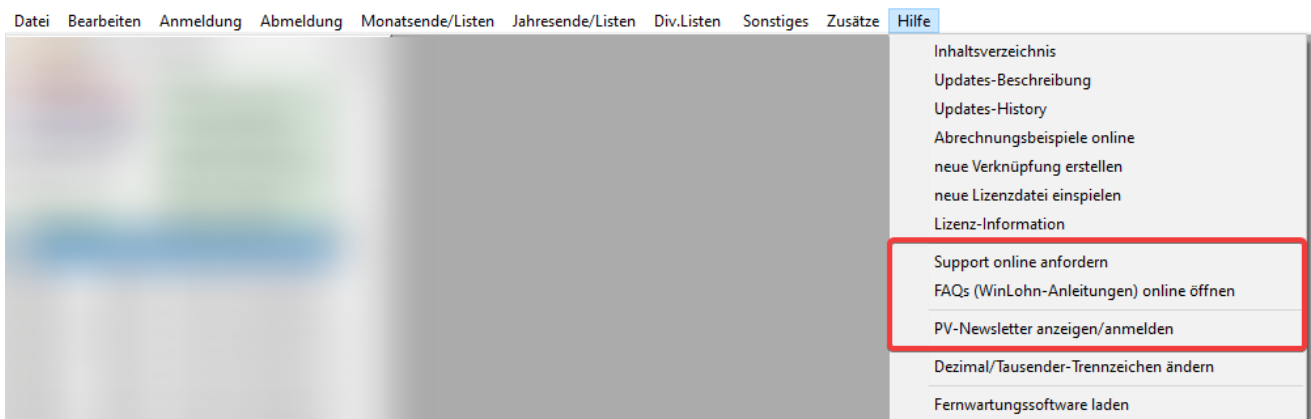 Datei Bearbeiten Anmeldung Abmeldung Monatsende/Listen Jahresende/Listen Div.Listen Sonstiges Zusätze Hilfe
Inhaltsverzeichnis
Updates-Beschreibung
Updates-History
Abrechnungsbeispiele online
neue Verknüpfung erstellen
neue Lizenzdatei einspielen
Lizenz-Information
Support online anfordern
FAQs (WinLohn-Anleitungen) online öffnen
PV-Newsletter anzeigen/anmelden
Dezimal/Tausender-Trennzeichen ändern
Fernwartungssoftware laden